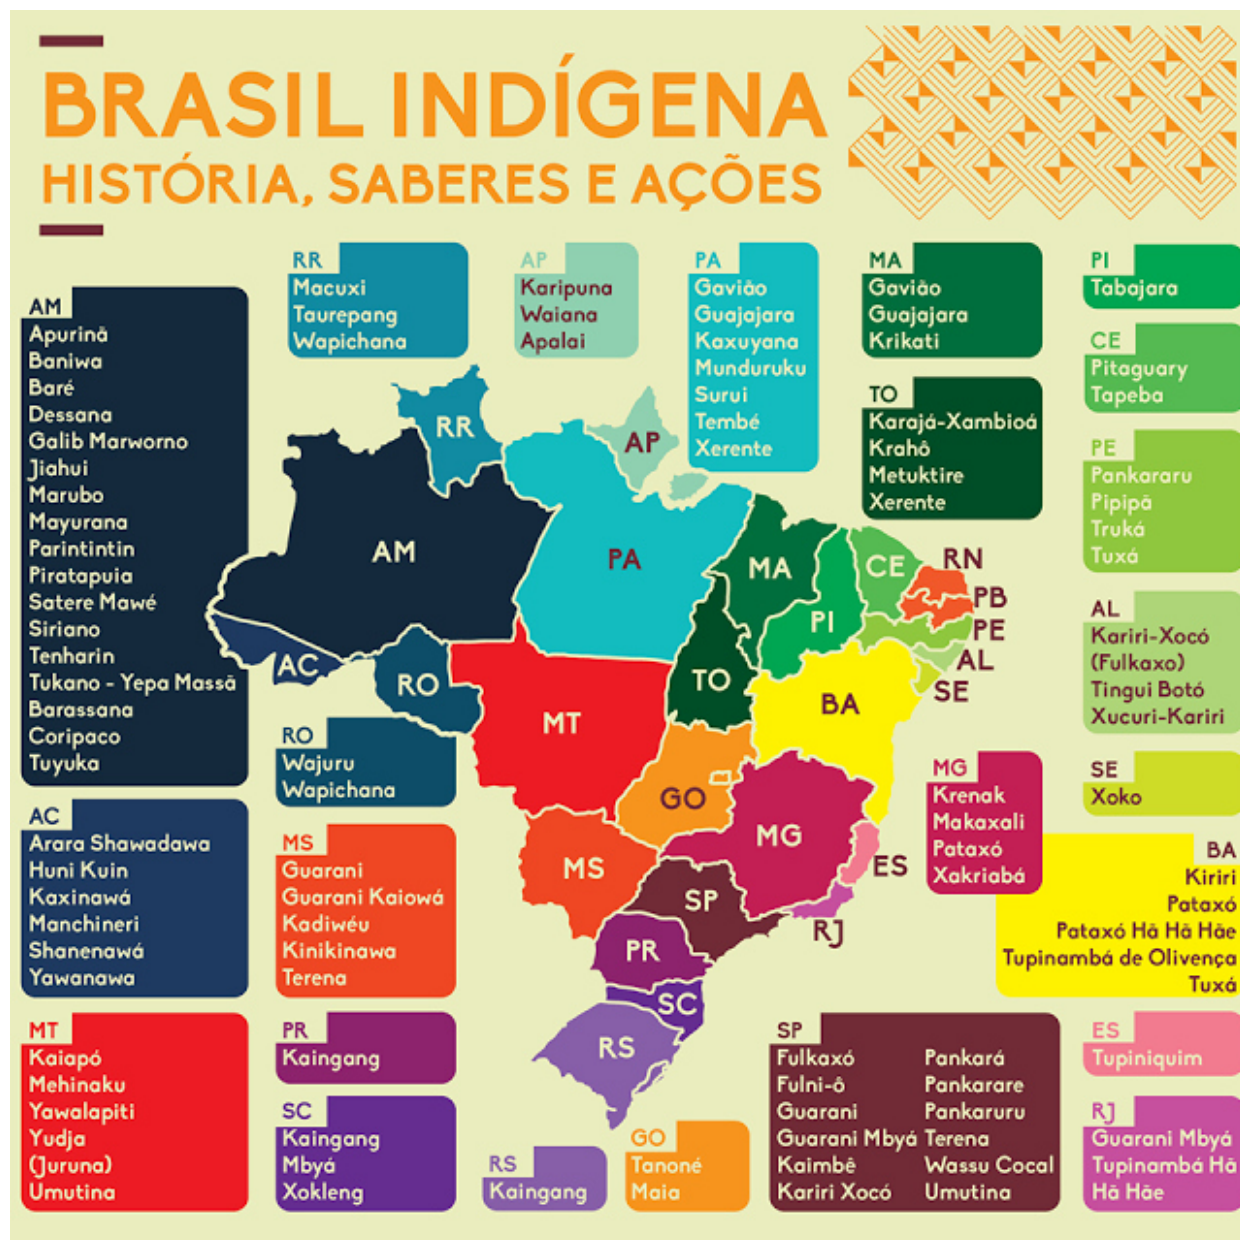 BRASIL INDÍGENA
HISTÓRIA, SABERES E AÇÕES
RR
Macuxi
Taurepang
Wapichana
AP
Karipuna
Waiana
Apalai
PA
Gavião
Guajajara
Kaxuyana
Munduruku
Surui
Tembé
Xerente
MA
Gavião
Guajajara
Krikati
PI
Tabajara
CE
Pitaguary
Tapeba
TO
Karajá-Xambioá
Krahô
Metuktire
Xerente
PE
Pankararu
Pipipã
Truká
Tuxá
AL
Kariri-Xocó
(Fulkaxo)
Tingui Botó
Xucuri-Kariri
SE
Xoko
AM
Apurinã
Baniwa
Baré
Dessana
Galib Marworno
Jiahui
Marubo
Mayurana
Parintintin
Piratapuia
Satere Mawé
Siriano
Tenharin
Tukano - Yepa Massã
Barassana
Coripaco
Tuyuka
RR
AP
AM
PA
MA
CE
RN
PB
PI
PE
AL
SE
AC
RO
TO
BA
MT
GO
MG
ES
MS
SP
RJ
PR
SC
RS
RO
Wajuru
Wapichana
MG
Krenak
Makaxali
Pataxó
Xakriabá
BA
Kiriri
Pataxó
Pataxó Hã Hã Hãe
Tupinambá de Olivença
Tuxá
AC
Arara Shawadawa
Huni Kuin
Kaxinawá
Manchineri
Shanenawá
Yawanawa
MS
Guarani
Guarani Kaiowá
Kadiwéu
Kinikinawa
Terena
MT
Kaiapó
Mehinaku
Yawalapiti
Yudja
(Juruna)
Umutina
PR
Kaingang
SC
Kaingang
Mbyá
Xokleng
RS
Kaingang
GO
Tanoné
Maia
SP
Fulkaxó
Fulni-ô
Guarani
Guarani Mbyá
Kaimbê
Kariri Xocó
Pankará
Pankarare
Pankaruru
Terena
Wassu Cocal
Umutina
ES
Tupiniquim
RJ
Guarani Mbyá
Tupinambá Hã
Hã Hãe